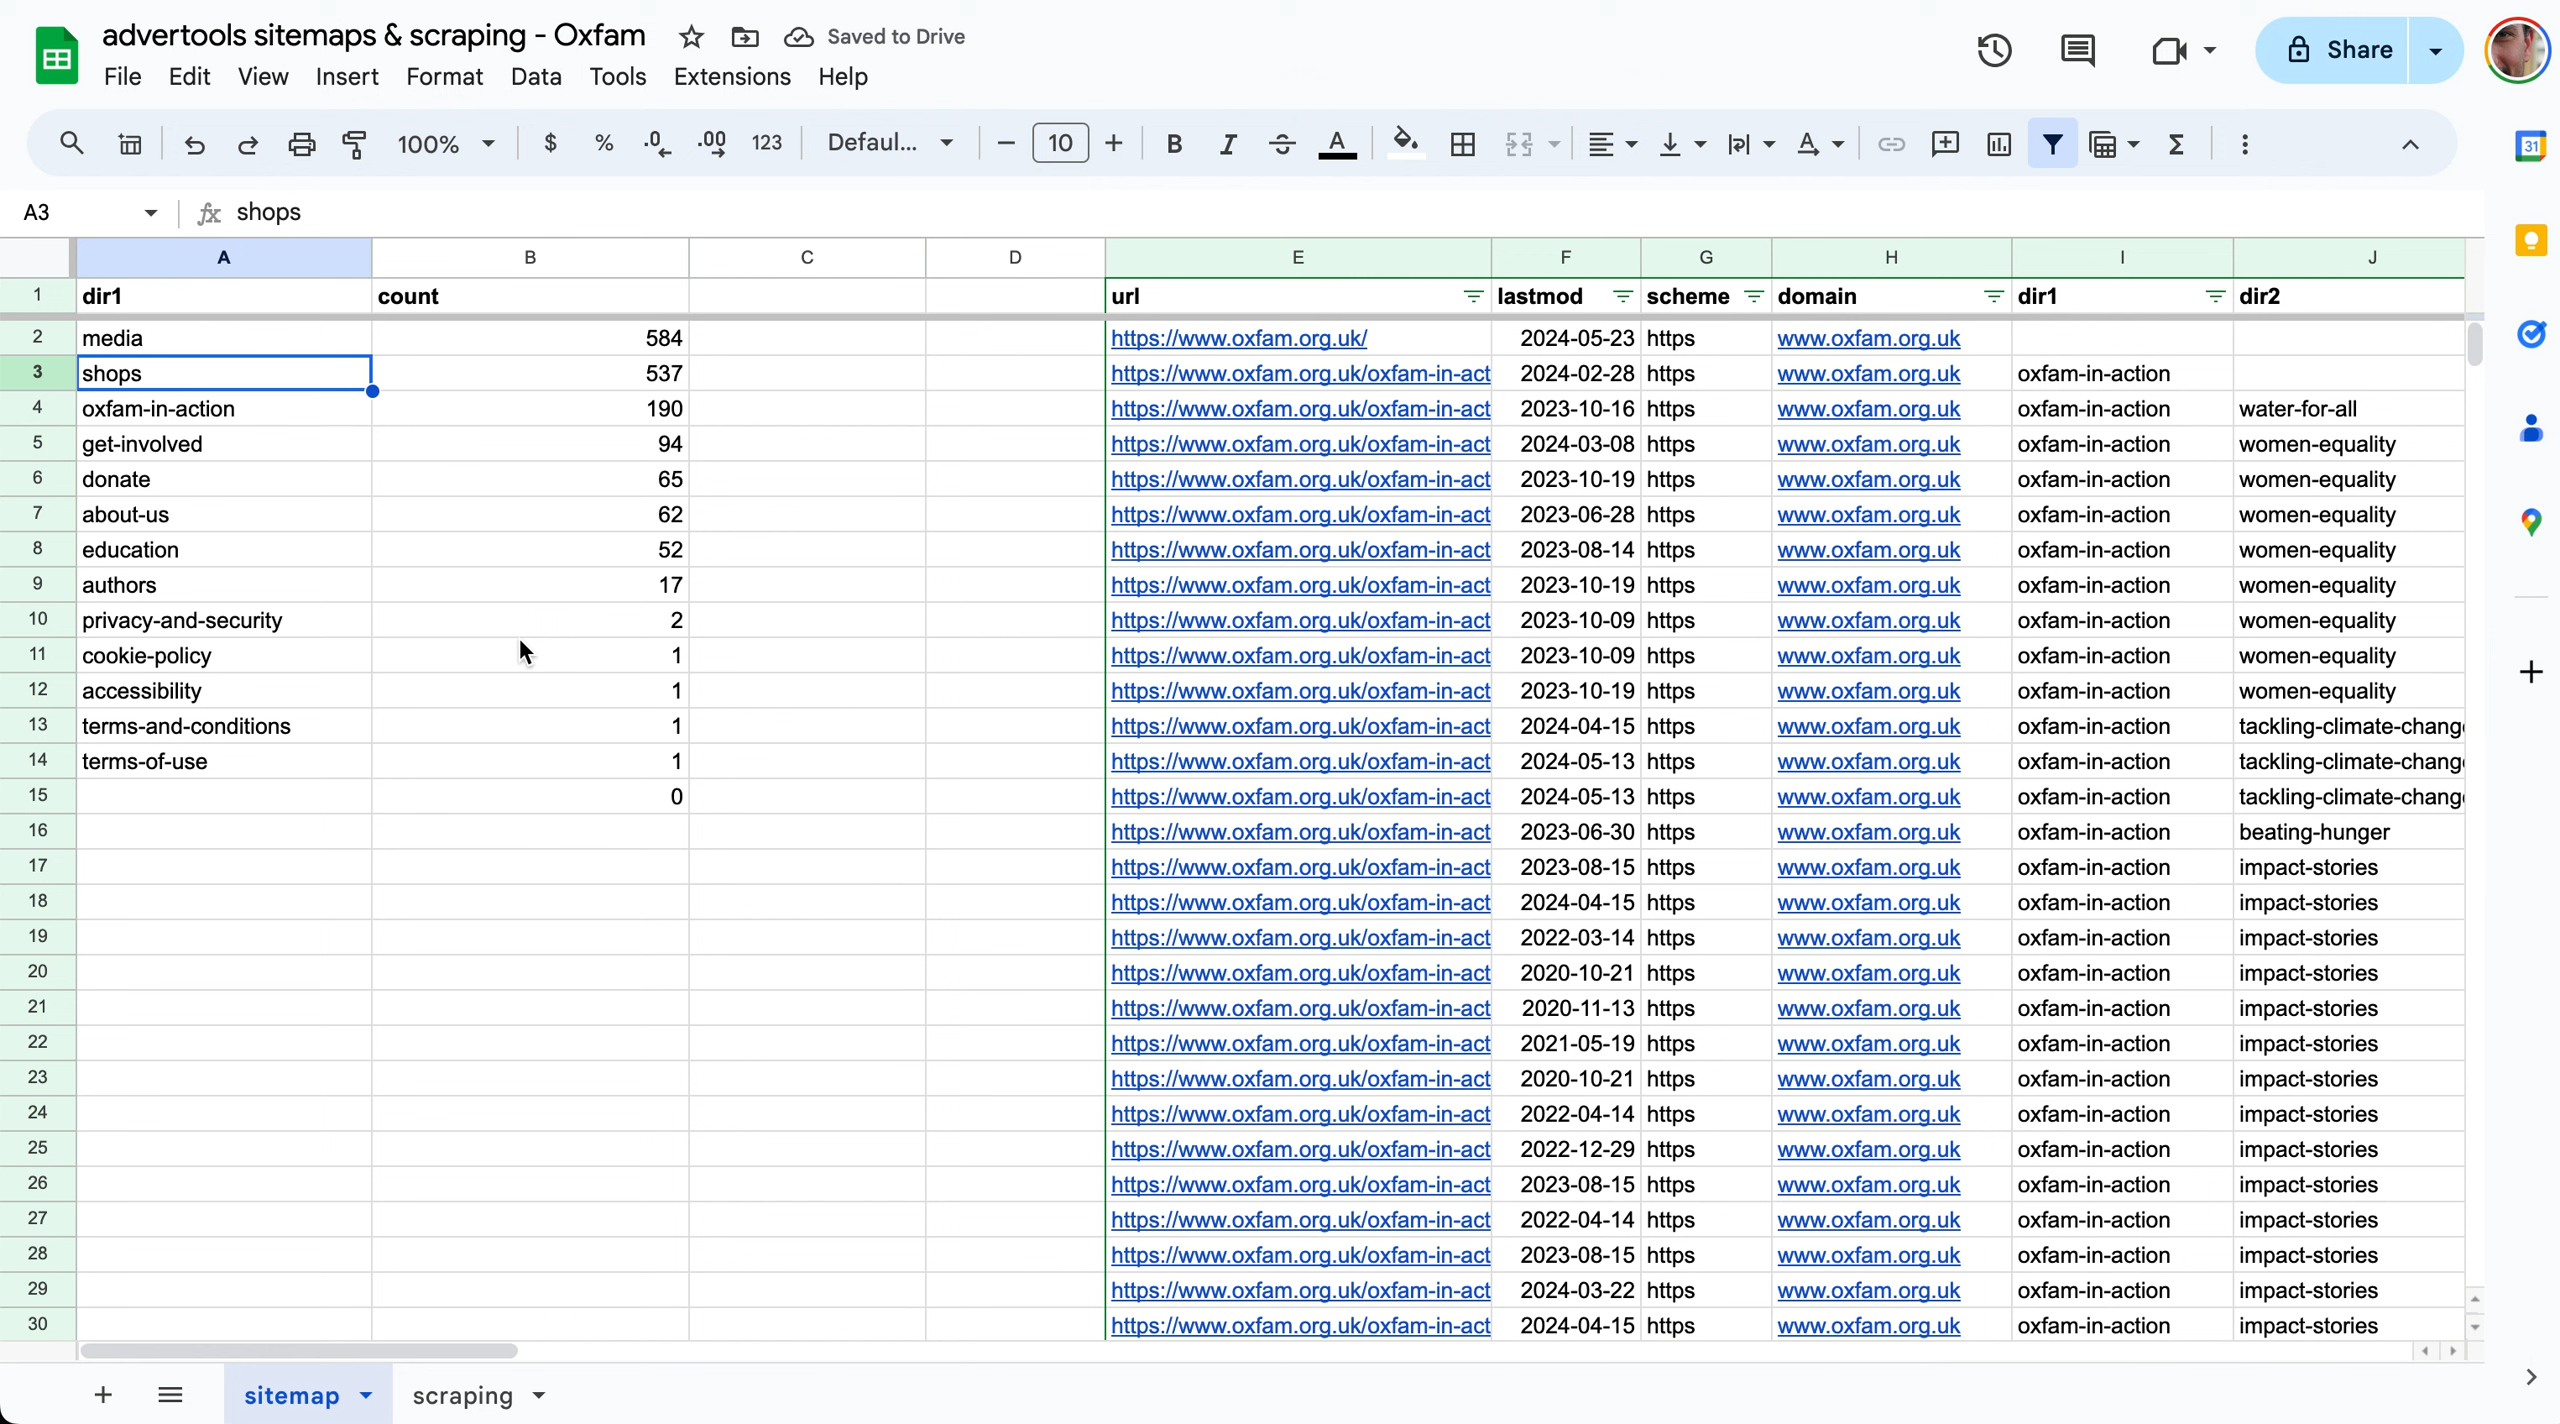 advertools sitemaps & scraping - Oxfam Saved to Drive
File Edit View Insert Format Data Tools Extensions Help
Share
100% $ % .0 .00 123 Defaul... 10 B I A A Σ
31
A3 fx shops
A B C D E F G H I J
1 dir1 count url lastmod scheme domain dir1 dir2
2 media 584 https://www.oxfam.org.uk/ 2024-05-23 https www.oxfam.org.uk
3 shops 537 https://www.oxfam.org.uk/oxfam-in-act 2024-02-28 https www.oxfam.org.uk oxfam-in-action
4 oxfam-in-action 190 https://www.oxfam.org.uk/oxfam-in-act 2023-10-16 https www.oxfam.org.uk oxfam-in-action water-for-all
5 get-involved 94 https://www.oxfam.org.uk/oxfam-in-act 2024-03-08 https www.oxfam.org.uk oxfam-in-action women-equality
6 donate 65 https://www.oxfam.org.uk/oxfam-in-act 2023-10-19 https www.oxfam.org.uk oxfam-in-action women-equality
7 about-us 62 https://www.oxfam.org.uk/oxfam-in-act 2023-06-28 https www.oxfam.org.uk oxfam-in-action women-equality
8 education 52 https://www.oxfam.org.uk/oxfam-in-act 2023-08-14 https www.oxfam.org.uk oxfam-in-action women-equality
9 authors 17 https://www.oxfam.org.uk/oxfam-in-act 2023-10-19 https www.oxfam.org.uk oxfam-in-action women-equality
10 privacy-and-security 2 https://www.oxfam.org.uk/oxfam-in-act 2023-10-09 https www.oxfam.org.uk oxfam-in-action women-equality
11 cookie-policy 1 https://www.oxfam.org.uk/oxfam-in-act 2023-10-09 https www.oxfam.org.uk oxfam-in-action women-equality
12 accessibility 1 https://www.oxfam.org.uk/oxfam-in-act 2023-10-19 https www.oxfam.org.uk oxfam-in-action women-equality
13 terms-and-conditions 1 https://www.oxfam.org.uk/oxfam-in-act 2024-04-15 https www.oxfam.org.uk oxfam-in-action tackling-climate-chang
14 terms-of-use 1 https://www.oxfam.org.uk/oxfam-in-act 2024-05-13 https www.oxfam.org.uk oxfam-in-action tackling-climate-chang
15 0 https://www.oxfam.org.uk/oxfam-in-act 2024-05-13 https www.oxfam.org.uk oxfam-in-action tackling-climate-chang
16 https://www.oxfam.org.uk/oxfam-in-act 2023-06-30 https www.oxfam.org.uk oxfam-in-action beating-hunger
17 https://www.oxfam.org.uk/oxfam-in-act 2023-08-15 https www.oxfam.org.uk oxfam-in-action impact-stories
18 https://www.oxfam.org.uk/oxfam-in-act 2024-04-15 https www.oxfam.org.uk oxfam-in-action impact-stories
19 https://www.oxfam.org.uk/oxfam-in-act 2022-03-14 https www.oxfam.org.uk oxfam-in-action impact-stories
20 https://www.oxfam.org.uk/oxfam-in-act 2020-10-21 https www.oxfam.org.uk oxfam-in-action impact-stories
21 https://www.oxfam.org.uk/oxfam-in-act 2020-11-13 https www.oxfam.org.uk oxfam-in-action impact-stories
22 https://www.oxfam.org.uk/oxfam-in-act 2021-05-19 https www.oxfam.org.uk oxfam-in-action impact-stories
23 https://www.oxfam.org.uk/oxfam-in-act 2020-10-21 https www.oxfam.org.uk oxfam-in-action impact-stories
24 https://www.oxfam.org.uk/oxfam-in-act 2022-04-14 https www.oxfam.org.uk oxfam-in-action impact-stories
25 https://www.oxfam.org.uk/oxfam-in-act 2022-12-29 https www.oxfam.org.uk oxfam-in-action impact-stories
26 https://www.oxfam.org.uk/oxfam-in-act 2023-08-15 https www.oxfam.org.uk oxfam-in-action impact-stories
27 https://www.oxfam.org.uk/oxfam-in-act 2022-04-14 https www.oxfam.org.uk oxfam-in-action impact-stories
28 https://www.oxfam.org.uk/oxfam-in-act 2023-08-15 https www.oxfam.org.uk oxfam-in-action impact-stories
29 https://www.oxfam.org.uk/oxfam-in-act 2024-03-22 https www.oxfam.org.uk oxfam-in-action impact-stories
30 https://www.oxfam.org.uk/oxfam-in-act 2024-04-15 https www.oxfam.org.uk oxfam-in-action impact-stories
sitemap scraping